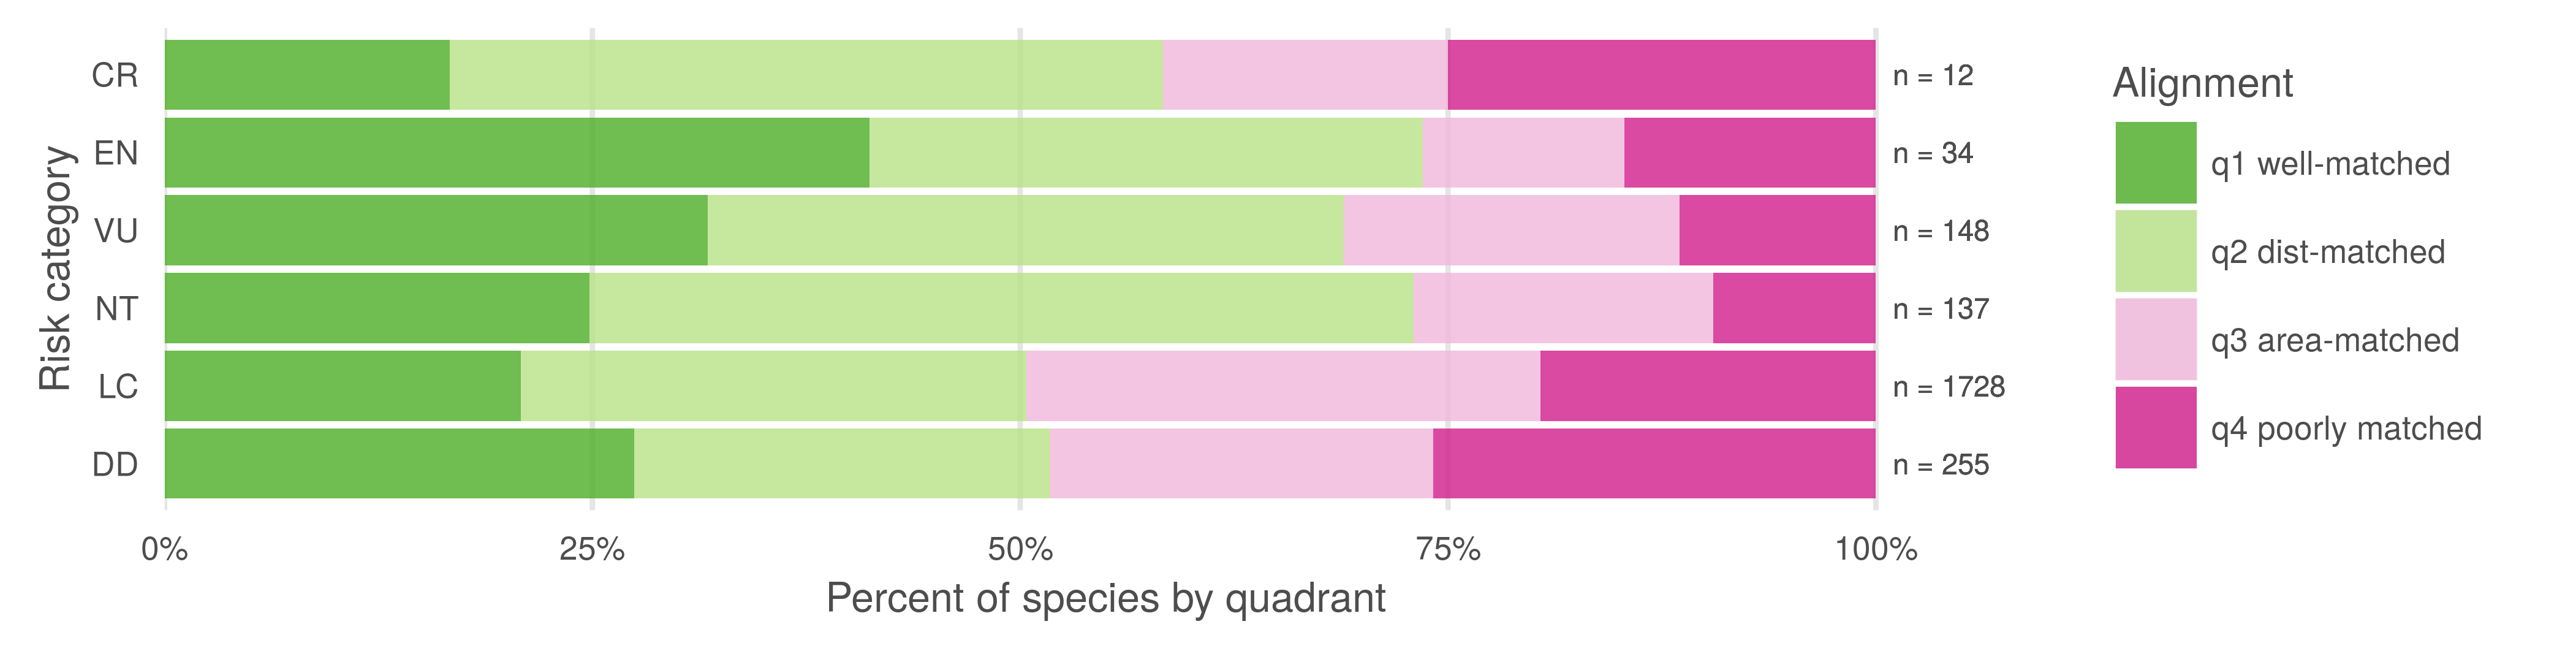 Risk category
CR
n = 12
EN
n = 34
VU
n = 148
NT
n = 137
LC
n = 1728
DD
n = 255
0% 25% 50% 75% 100%
Percent of species by quadrant
Alignment
q1 well-matched
q2 dist-matched
q3 area-matched
q4 poorly matched